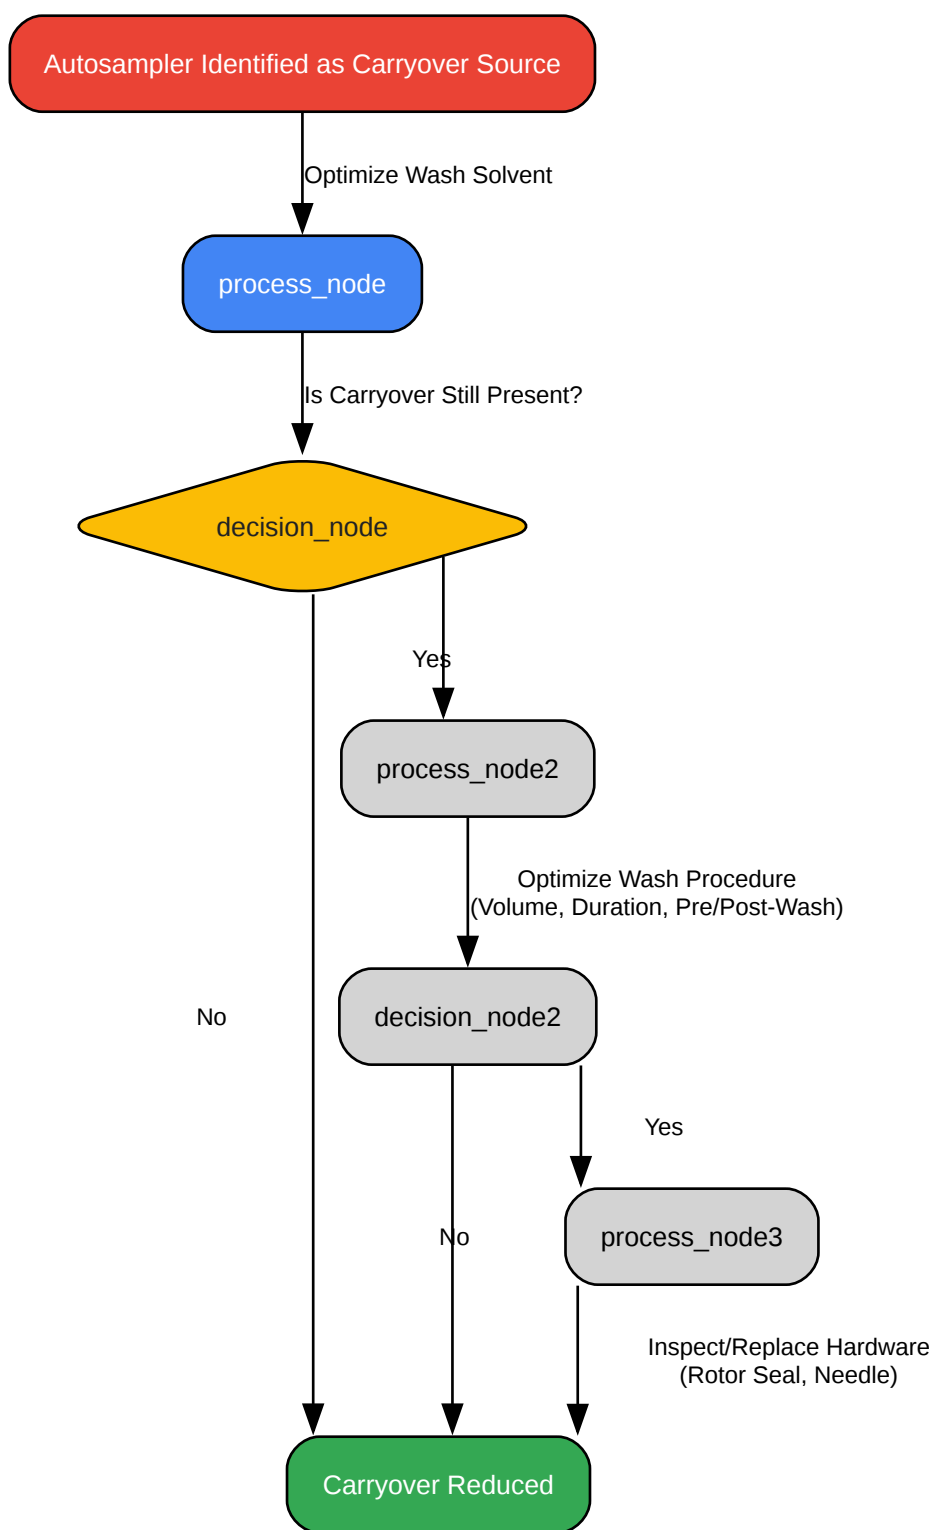 Autosampler Identified as Carryover Source
Optimize Wash Solvent
process_node
Is Carryover Still Present?
decision_node
Yes
process_node2
Optimize Wash Procedure
(Volume, Duration, Pre/Post-Wash)
No
decision_node2
Yes
No
process_node3
Inspect/Replace Hardware
(Rotor Seal, Needle)
Carryover Reduced